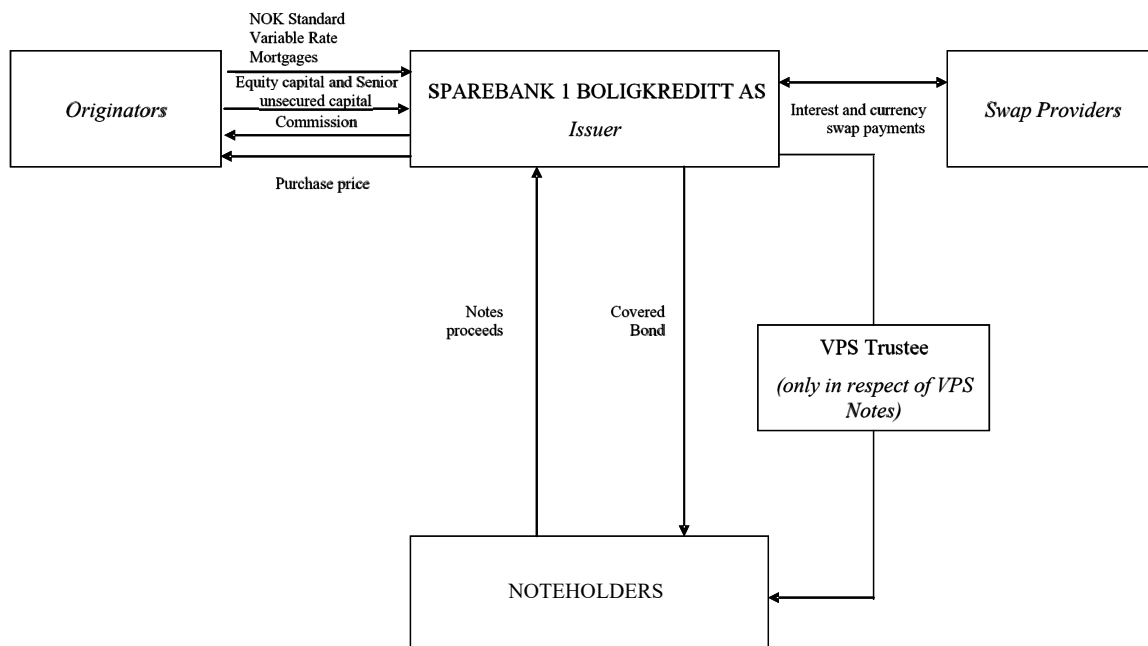 NOK Standard
Variable Rate
Mortgages
Equity capital and Senior
unsecured capital
Commission
Purchase price
Originators
SPAREBANK 1 BOLIGKREDITT AS
Issuer
Interest and currency
swap payments
Swap Providers
Notes
proceeds
Covered
Bond
VPS Trustee
(only in respect of VPS
Notes)
NOTEHOLDERS